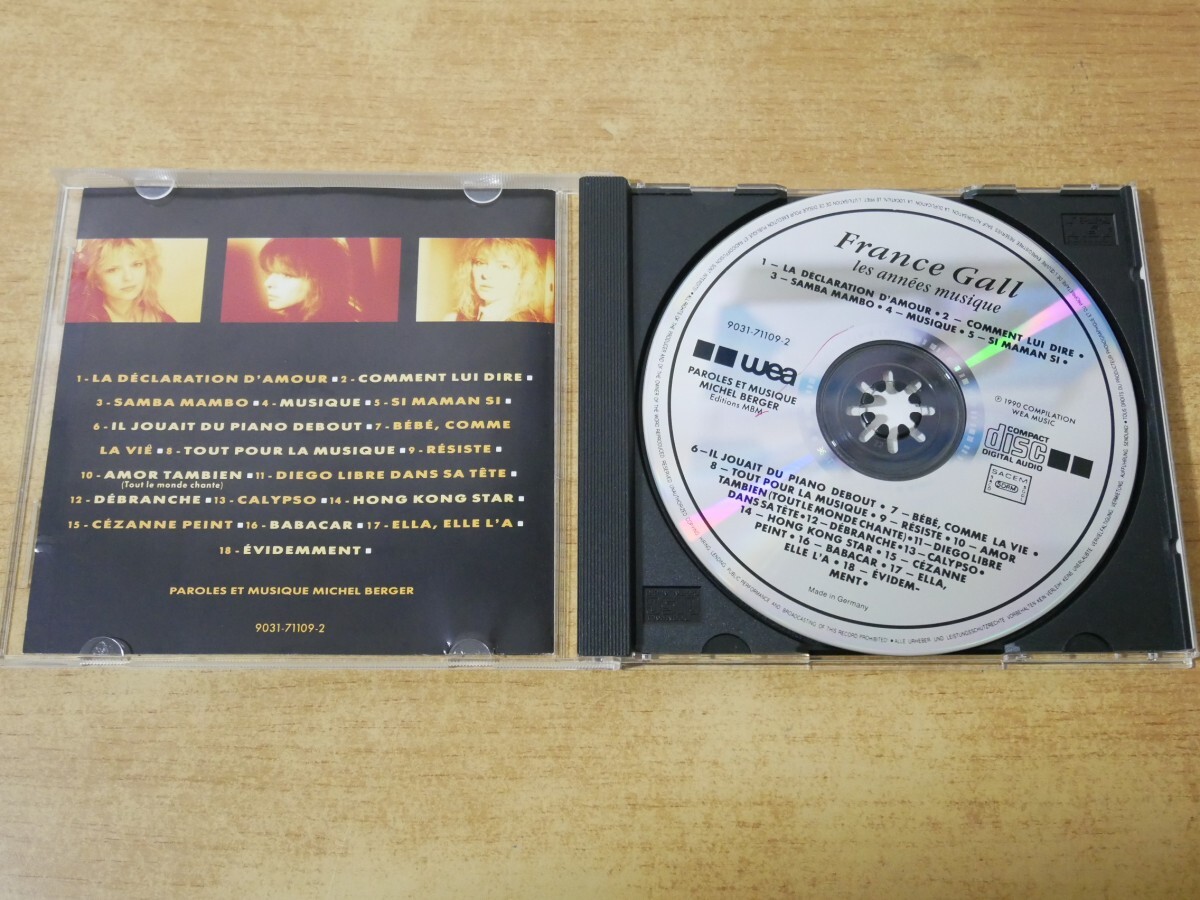 1 - LA DÉCLARATION D'AMOUR ■ 2 - COMMENT LUI DIRE ■
3 - SAMBA MAMBO ■ 4 - MUSIQUE ■ 5 - SI MAMAN SI ■
6 - IL JOUAIT DU PIANO DEBOUT ■ 7 - BÉBÉ, COMME
LA VIE ■ 8 - TOUT POUR LA MUSIQUE ■ 9 - RÉSISTE ■
10 - AMOR TAMBIEN ■ 11 - DIEGO LIBRE DANS SA TÊTE ■
(Tout le monde chante)
12 - DÉBRANCHE ■ 13 - CALYPSO ■ 14 - HONG KONG STAR ■
15 - CÉZANNE PEINT ■ 16 - BABACAR ■ 17 - ELLA, ELLE L'A ■
18 - ÉVIDEMMENT ■
PAROLES ET MUSIQUE MICHEL BERGER
9031-71109-2
France Gall
les années musique
1 – LA DÉCLARATION D'AMOUR • 2 – COMMENT LUI DIRE •
3 – SAMBA MAMBO • 4 – MUSIQUE • 5 – SI MAMAN SI •
9031-71109-2
wea
PAROLES ET MUSIQUE
MICHEL BERGER
Editions MBM
℗ 1990 COMPILATION
WEA MUSIC
COMPACT
disc
DIGITAL AUDIO
SACEM
SDRM
6 – IL JOUAIT DU PIANO DEBOUT • 7 – BÉBÉ, COMME LA VIE •
8 – TOUT POUR LA MUSIQUE • 9 – RÉSISTE • 10 – AMOR
TAMBIEN (TOUT LE MONDE CHANTE) • 11 – DIEGO LIBRE
DANS SA TÊTE • 12 – DÉBRANCHE • 13 – CALYPSO •
14 – HONG KONG STAR • 15 – CÉZANNE
PEINT • 16 – BABACAR • 17 – ELLA,
ELLE L'A • 18 – ÉVIDEM-
MENT •
Made in Germany